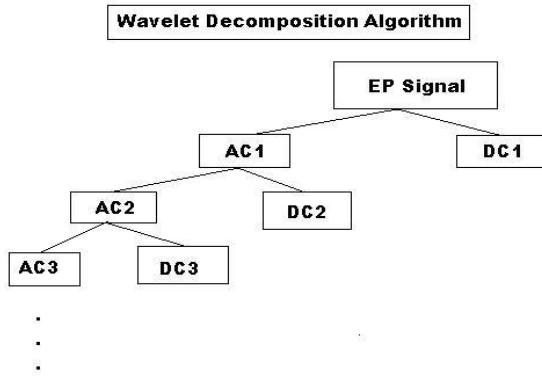 Wavelet Decomposition Algorithm
EP Signal
AC1
DC1
AC2
DC2
AC3
DC3